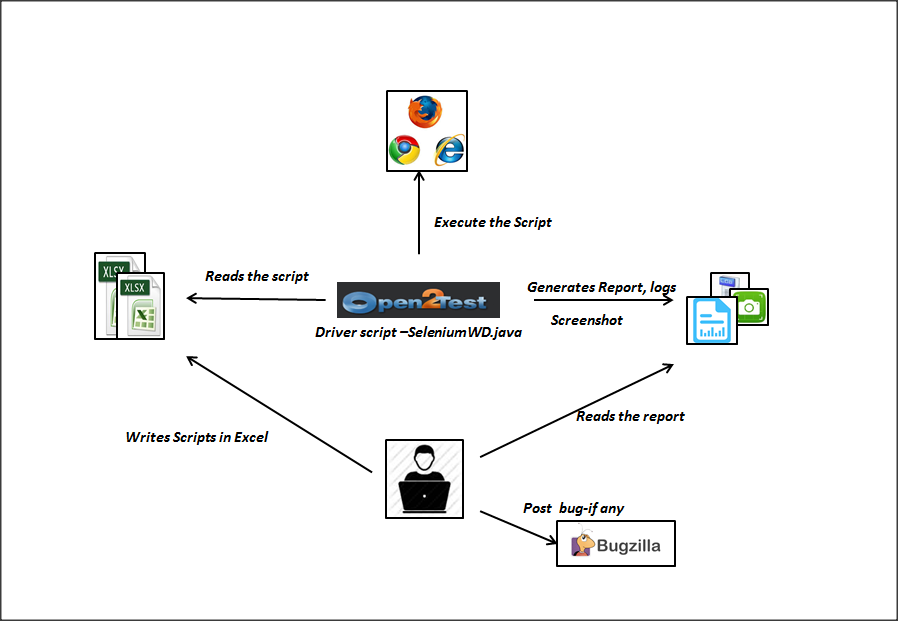 Execute the Script
XLSX
XLSX
Reads the script
Open2Test
Generates Report, logs
Screenshot
Driver script –SeleniumWD.java
Reads the report
Writes Scripts in Excel
Post bug-if any
Bugzilla